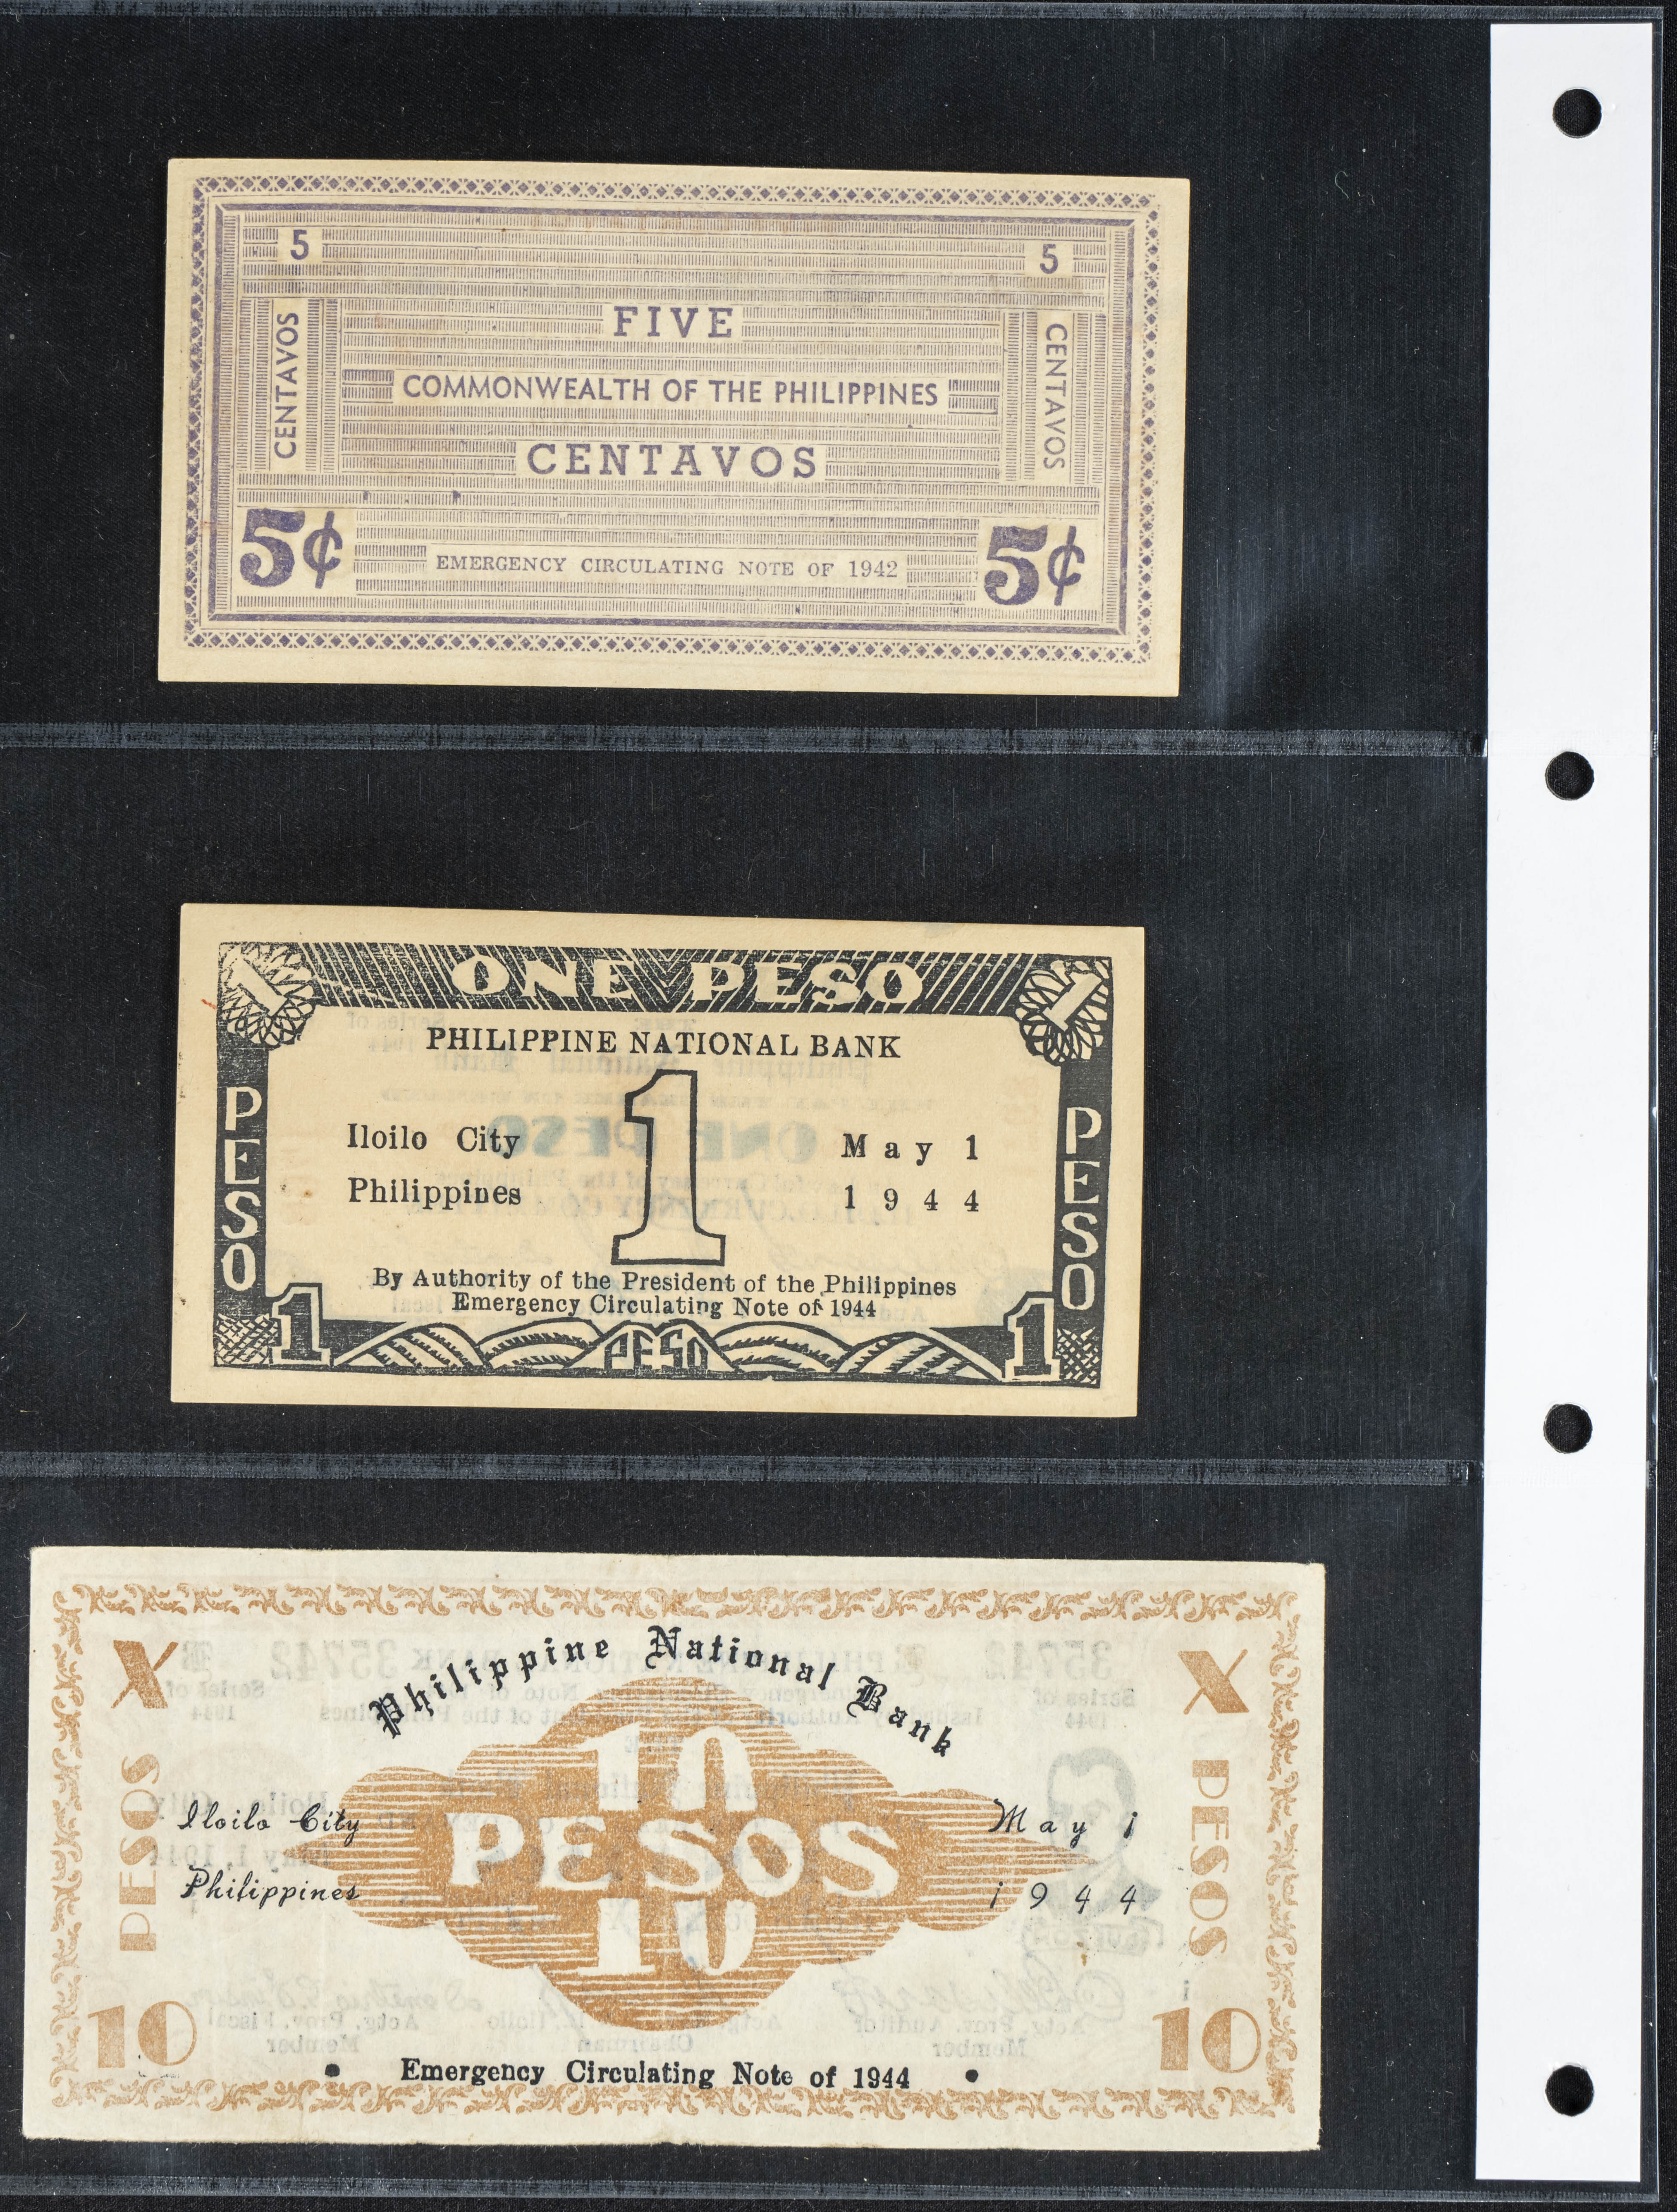 5 5
FIVE
CENTAVOS
CENTAVOS
COMMONWEALTH OF THE PHILIPPINES
CENTAVOS
5¢ 5¢
EMERGENCY CIRCULATING NOTE OF 1942
1 ONE PESO 1
PHILIPPINE NATIONAL BANK
PESO
PESO
1
Iloilo City May 1
Philippines 1944
By Authority of the President of the Philippines
Emergency Circulating Note of 1944
1 PESO 1
X X
Philippine National Bank
10
PESOS
PESOS
PESOS
10
Iloilo City May 1
Philippines 1944
10 10
Emergency Circulating Note of 1944